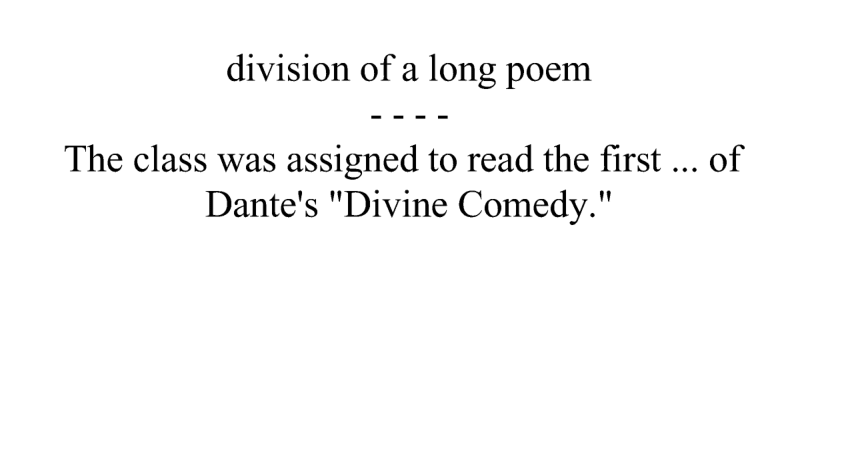 division of a long poem
- - - -
The class was assigned to read the first ... of
Dante's "Divine Comedy."